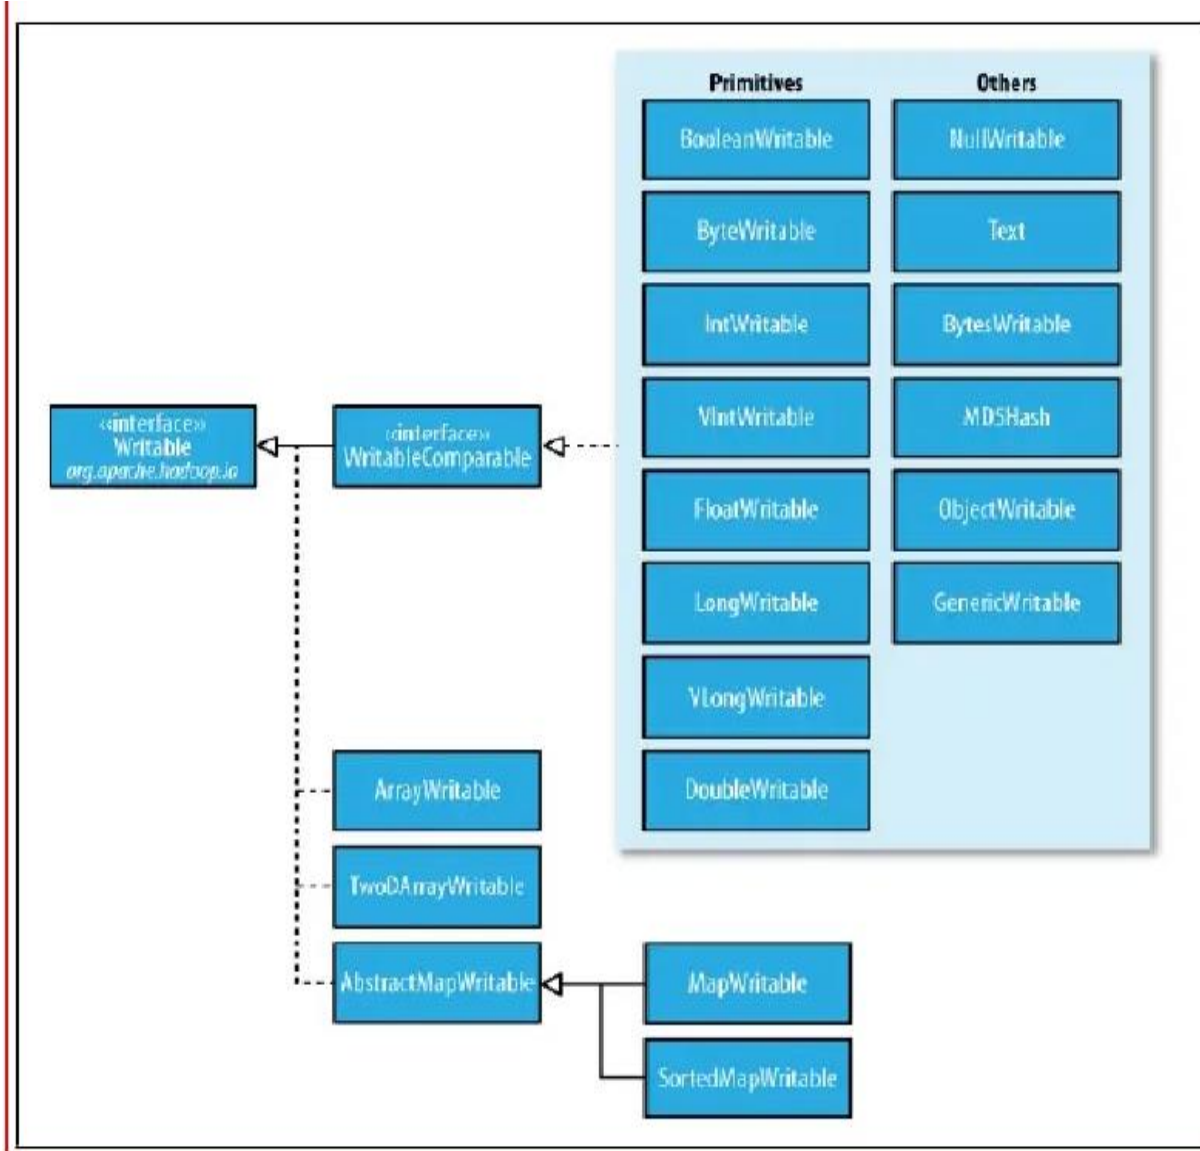 Primitives
Others
BooleanWritable
NullWritable
ByteWritable
Text
IntWritable
BytesWritable
«interface»
Writable
org.apache.hadoop.io
«interface»
WritableComparable
VIntWritable
MD5Hash
FloatWritable
ObjectWritable
LongWritable
GenericWritable
VLongWritable
ArrayWritable
DoubleWritable
TwoDArrayWritable
AbstractMapWritable
MapWritable
SortedMapWritable